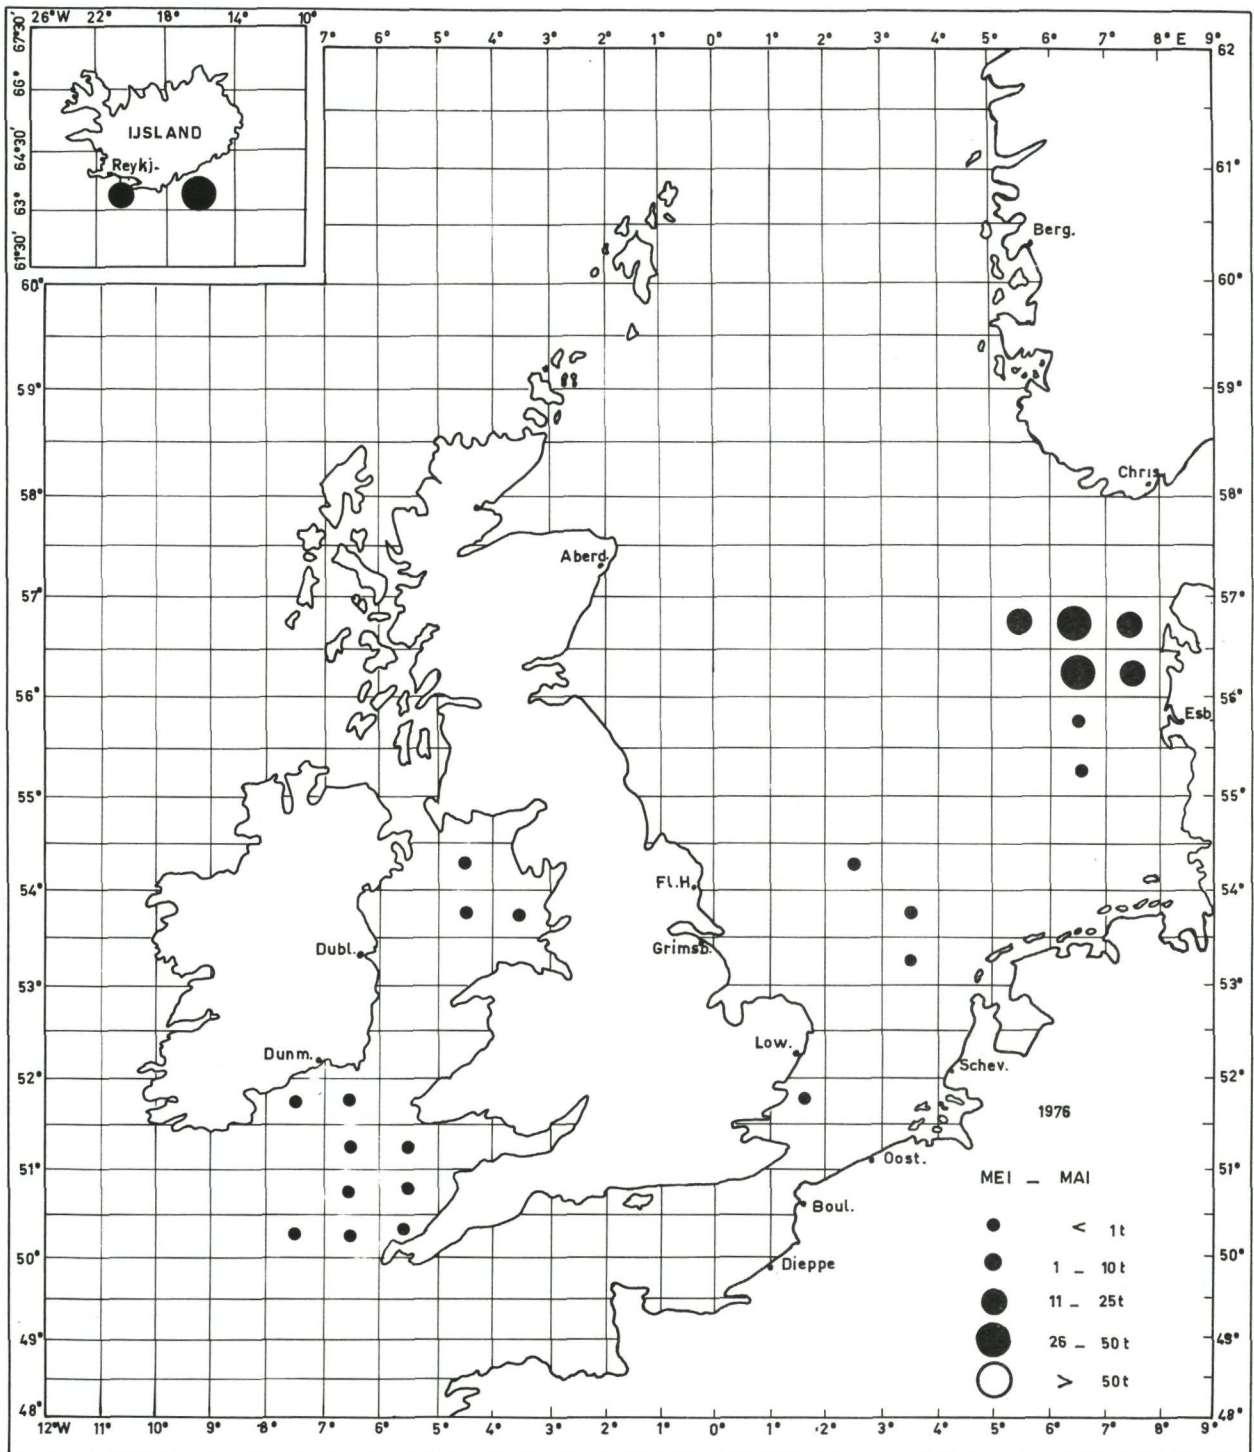 26°W 22° 18° 14° 10°
67°30' 66° 64°30' 63° 61°30'
IJSLAND
Reykj.
7° 6° 5° 4° 3° 2° 1° 0° 1° 2° 3° 4° 5° 6° 7° 8° E 9°
62
61° 61°
Berg.
60° 60°
59° 59°
Chris
58° 58°
Aberd.
57° 57°
56° 56°
Esb
55° 55°
54° Fl.H. 54°
Dubl. Grimsb.
53° 53°
Dunm. Low. Schev.
52° 52°
1976
51° Oost. 51°
MEI _ MAI
Boul.
< 1t
50° Dieppe 50°
1 _ 10t
11 _ 25t
49° 49°
26 _ 50t
> 50t
48° 48°
12°W 11° 10° 9° 8° 7° 6° 5° 4° 3° 2° 1° 0° 1° 2° 3° 4° 5° 6° 7° 8° 9°